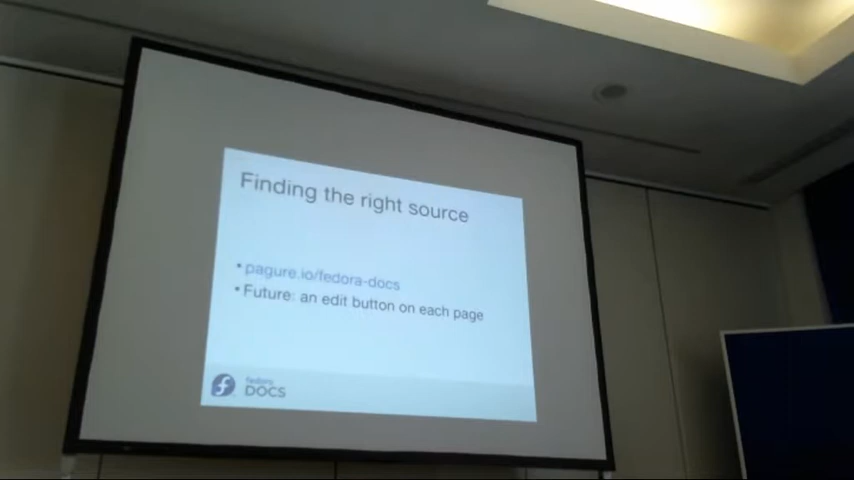 Finding the right source
• pagure.io/fedora-docs
• Future: an edit button on each page
fedora
DOCS